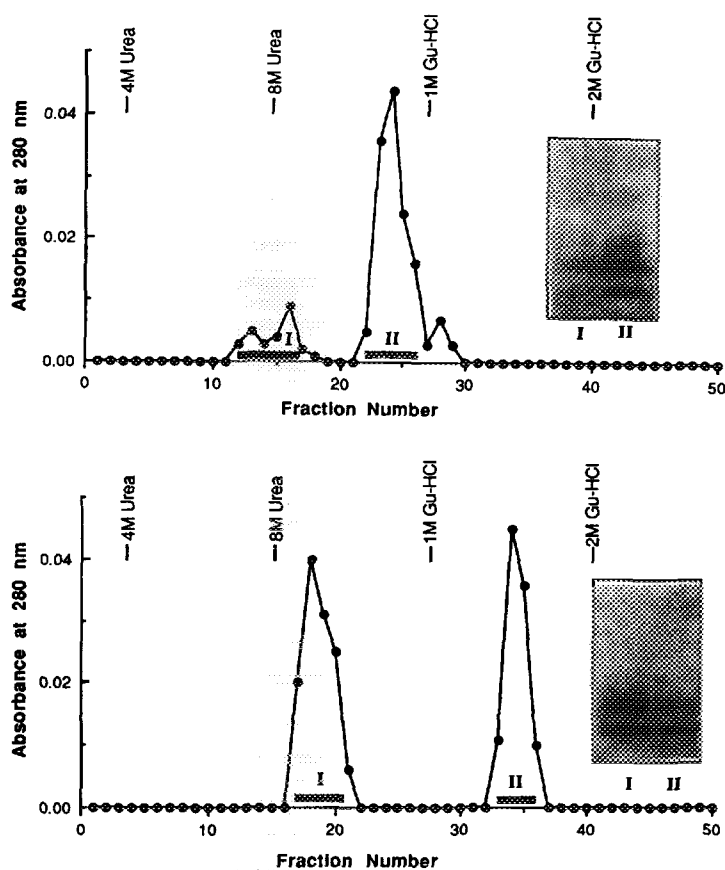 4M Urea
8M Urea
1M Gu-HCl
2M Gu-HCl
Absorbance at 280 nm
0.04
0.02
0.00
I
II
I II
0 10 20 30 40 50
Fraction Number
4M Urea
8M Urea
1M Gu-HCl
2M Gu-HCl
Absorbance at 280 nm
0.04
0.02
0.00
I
II
I II
0 10 20 30 40 50
Fraction Number